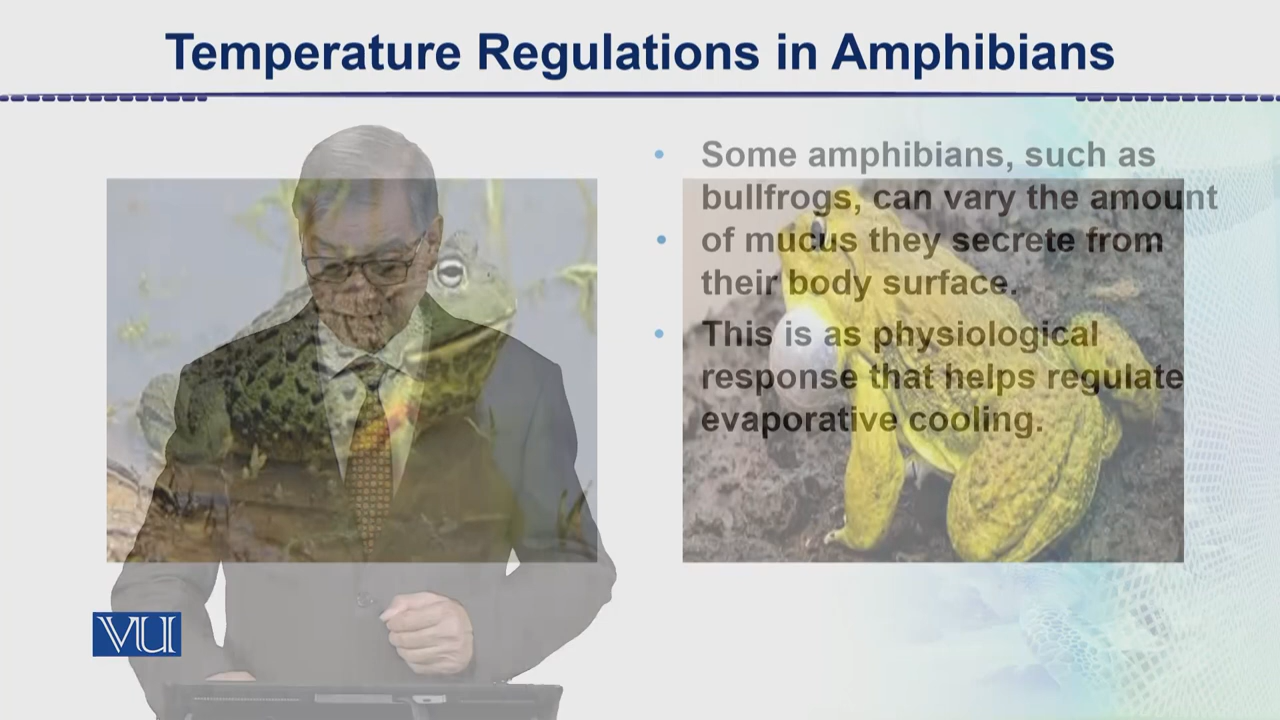 Temperature Regulations in Amphibians
• Some amphibians, such as
bullfrogs, can vary the amount
• of mucus they secrete from
their body surface.
• This is as physiological
response that helps regulate
evaporative cooling.
VU